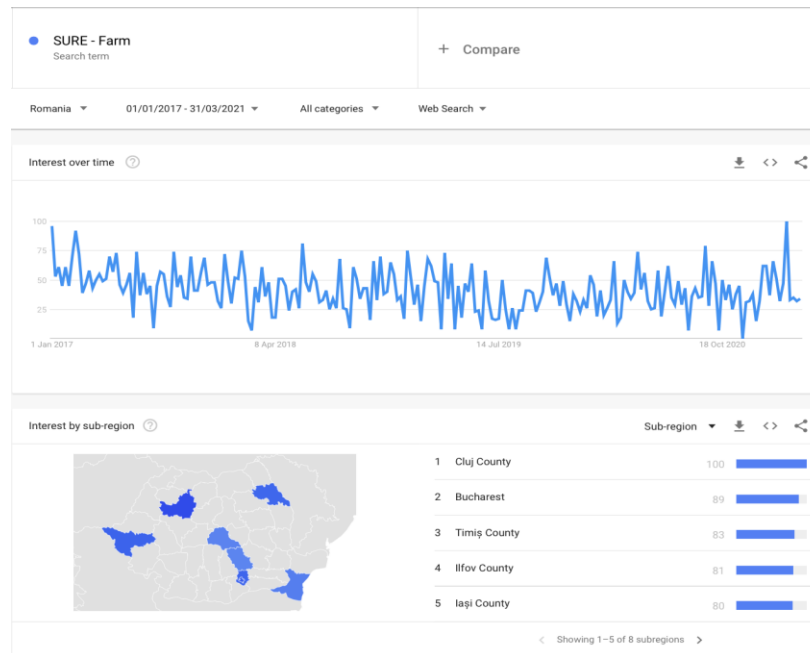 SURE - Farm
Search term
+ Compare
Romania 01/01/2017 - 31/03/2021 All categories Web Search
Interest over time ?
100
75
50
25
1 Jan 2017 8 Apr 2018 14 Jul 2019 18 Oct 2020
Interest by sub-region ? Sub-region
1 Cluj County 100
2 Bucharest 89
3 Timiș County 83
4 Ilfov County 81
5 Iași County 80
Showing 1–5 of 8 subregions